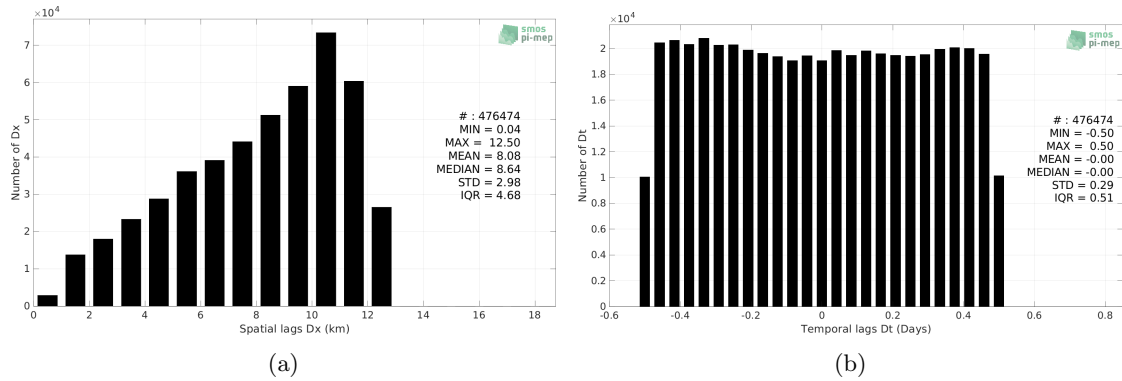 ×10⁴
smos
pi-mep
7
6
5
4
3
2
1
0
Number of Dx
# : 476474
MIN = 0.04
MAX = 12.50
MEAN = 8.08
MEDIAN = 8.64
STD = 2.98
IQR = 4.68
0 2 4 6 8 10 12 14 16 18
Spatial lags Dx (km)
(a)
×10⁴
smos
pi-mep
2
1.8
1.6
1.4
1.2
1
0.8
0.6
0.4
0.2
0
Number of Dt
# : 476474
MIN = -0.50
MAX = 0.50
MEAN = -0.00
MEDIAN = -0.00
STD = 0.29
IQR = 0.51
-0.6 -0.4 -0.2 0 0.2 0.4 0.6 0.8
Temporal lags Dt (Days)
(b)